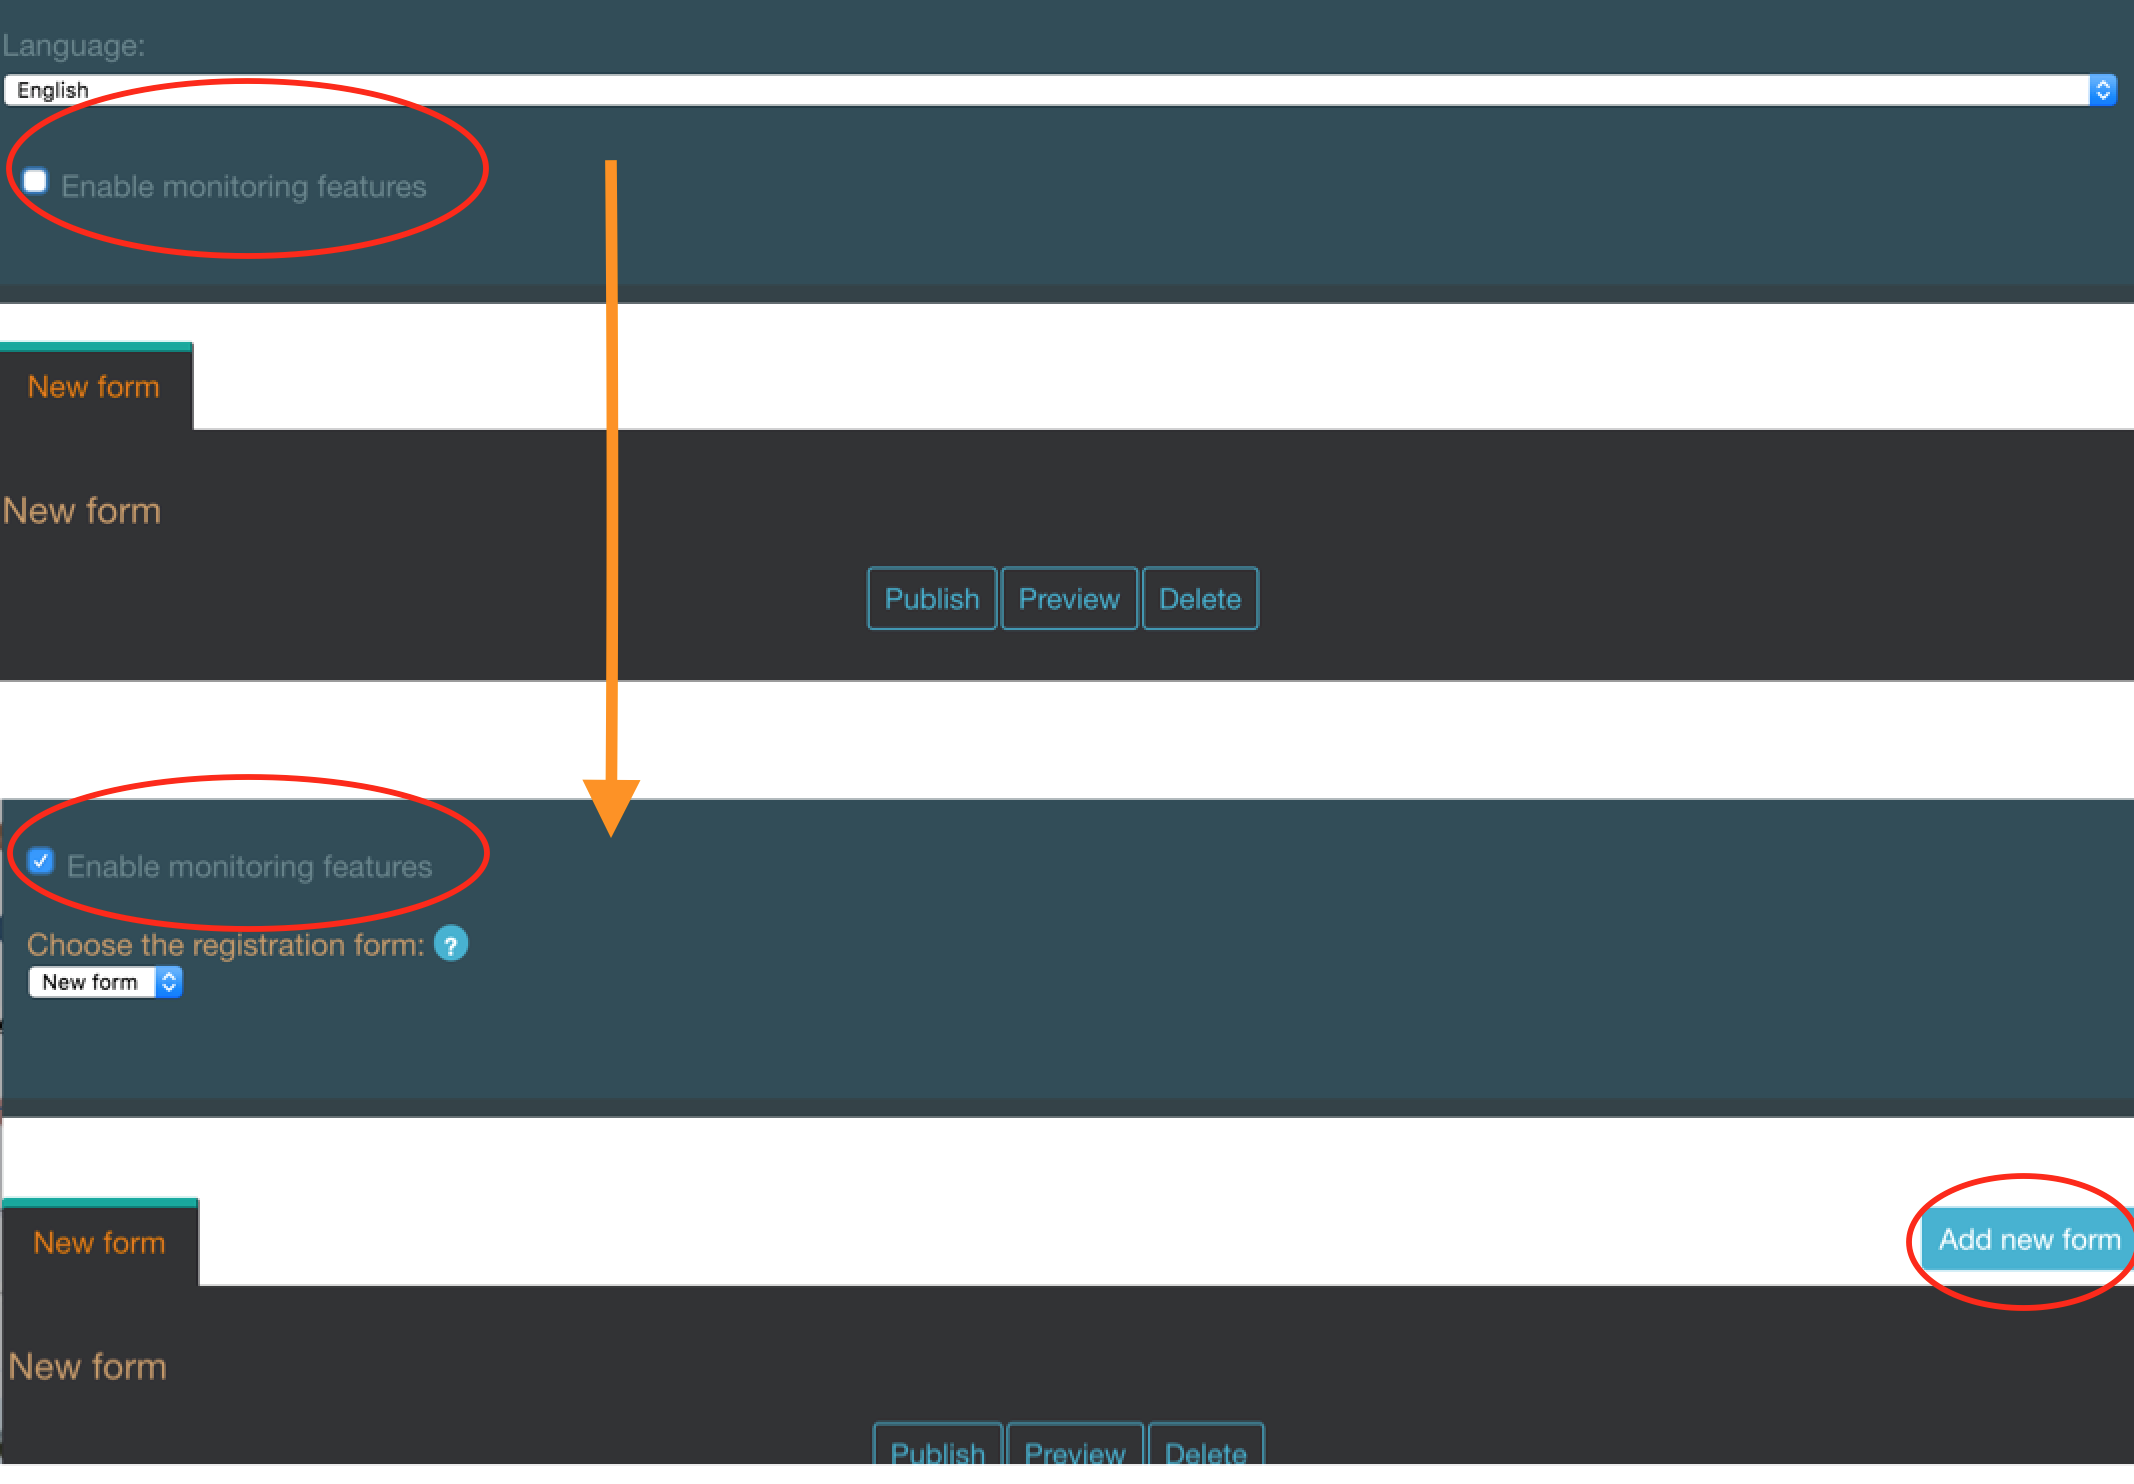 Language:
English
Enable monitoring features
New form
New form
Publish Preview Delete
Enable monitoring features
Choose the registration form: ?
New form
New form Add new form
New form
Publish Preview Delete